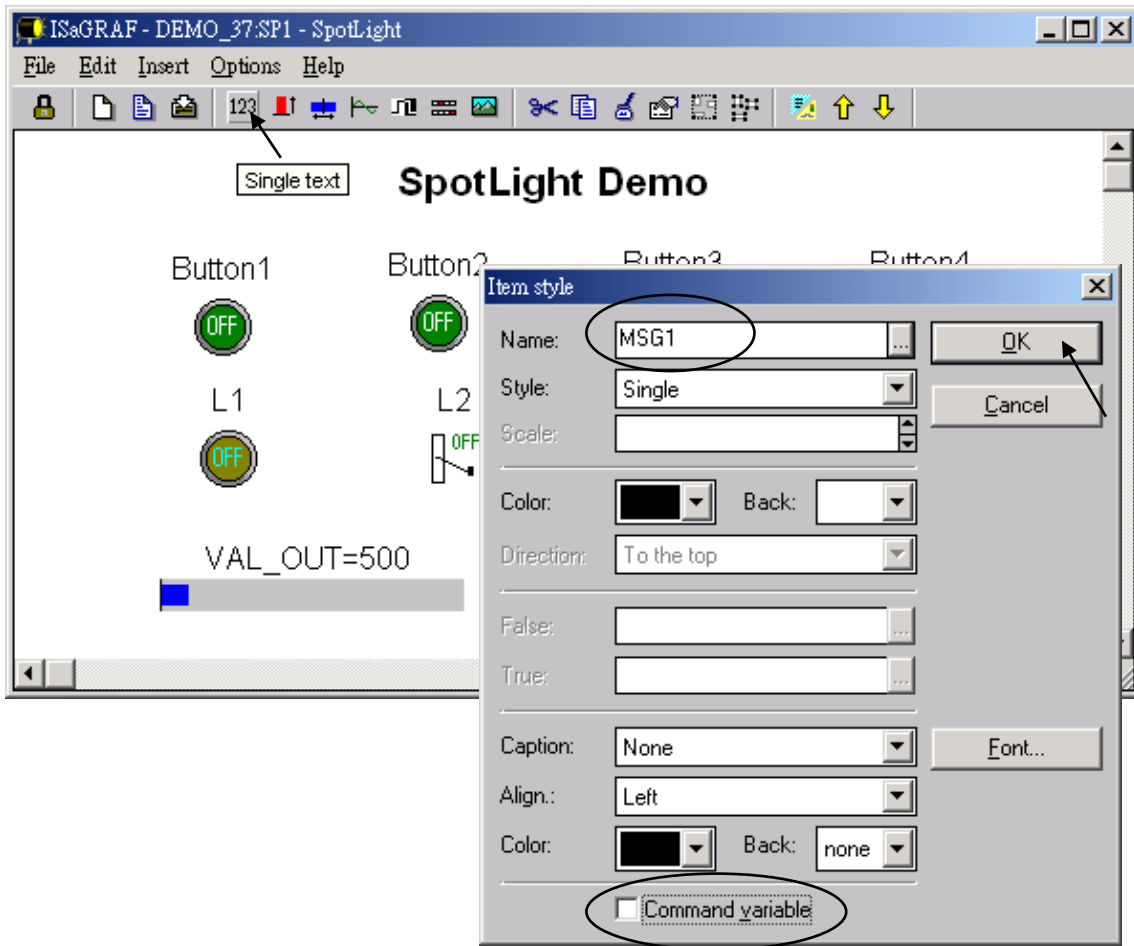 ISaGRAF - DEMO_37:SP1 - SpotLight
File Edit Insert Options Help
123
Single text
SpotLight Demo
Button1 Button2 Button3 Button4
OFF OFF
L1 L2
OFF OFF
VAL_OUT=500
Item style
Name: MSG1 ... OK
Style: Single Cancel
Scale:
Color: Back:
Direction: To the top
False: ...
True: ...
Caption: None Font...
Align.: Left
Color: Back: none
Command variable